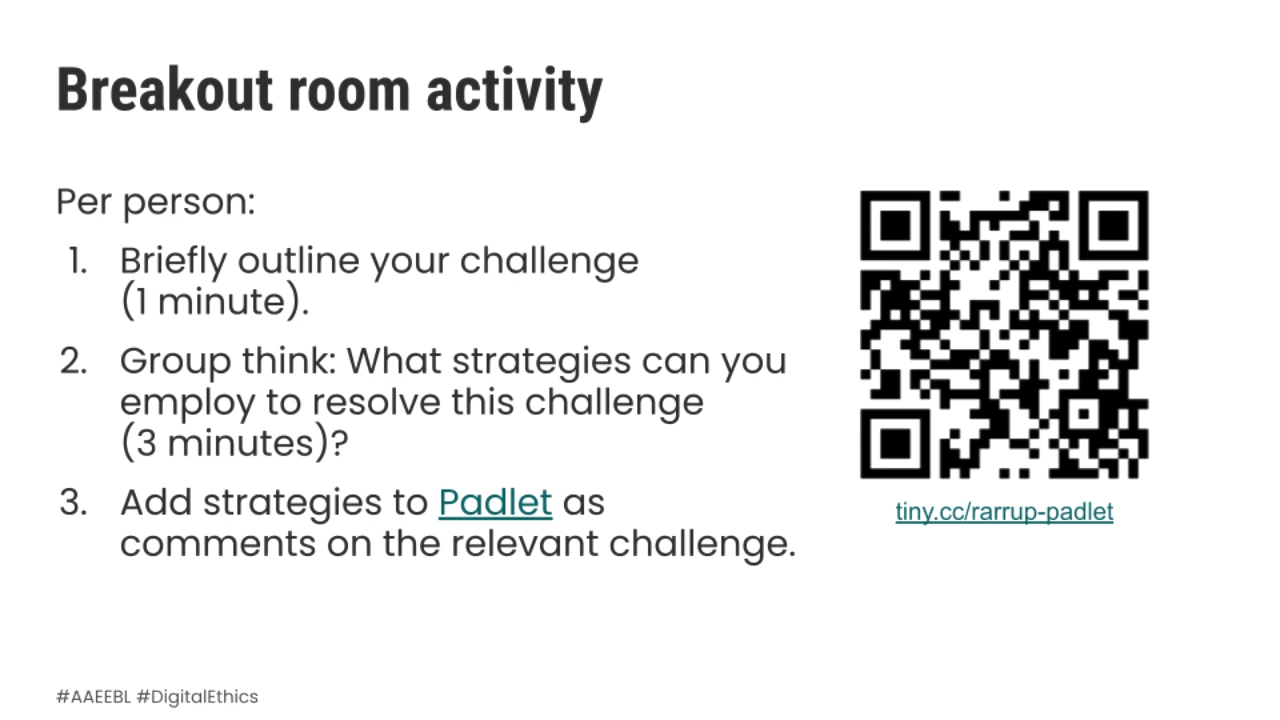 Breakout room activity
Per person:
1. Briefly outline your challenge
(1 minute).
2. Group think: What strategies can you
employ to resolve this challenge
(3 minutes)?
3. Add strategies to Padlet as
comments on the relevant challenge.
tiny.cc/rarrup-padlet
#AAEEBL #DigitalEthics